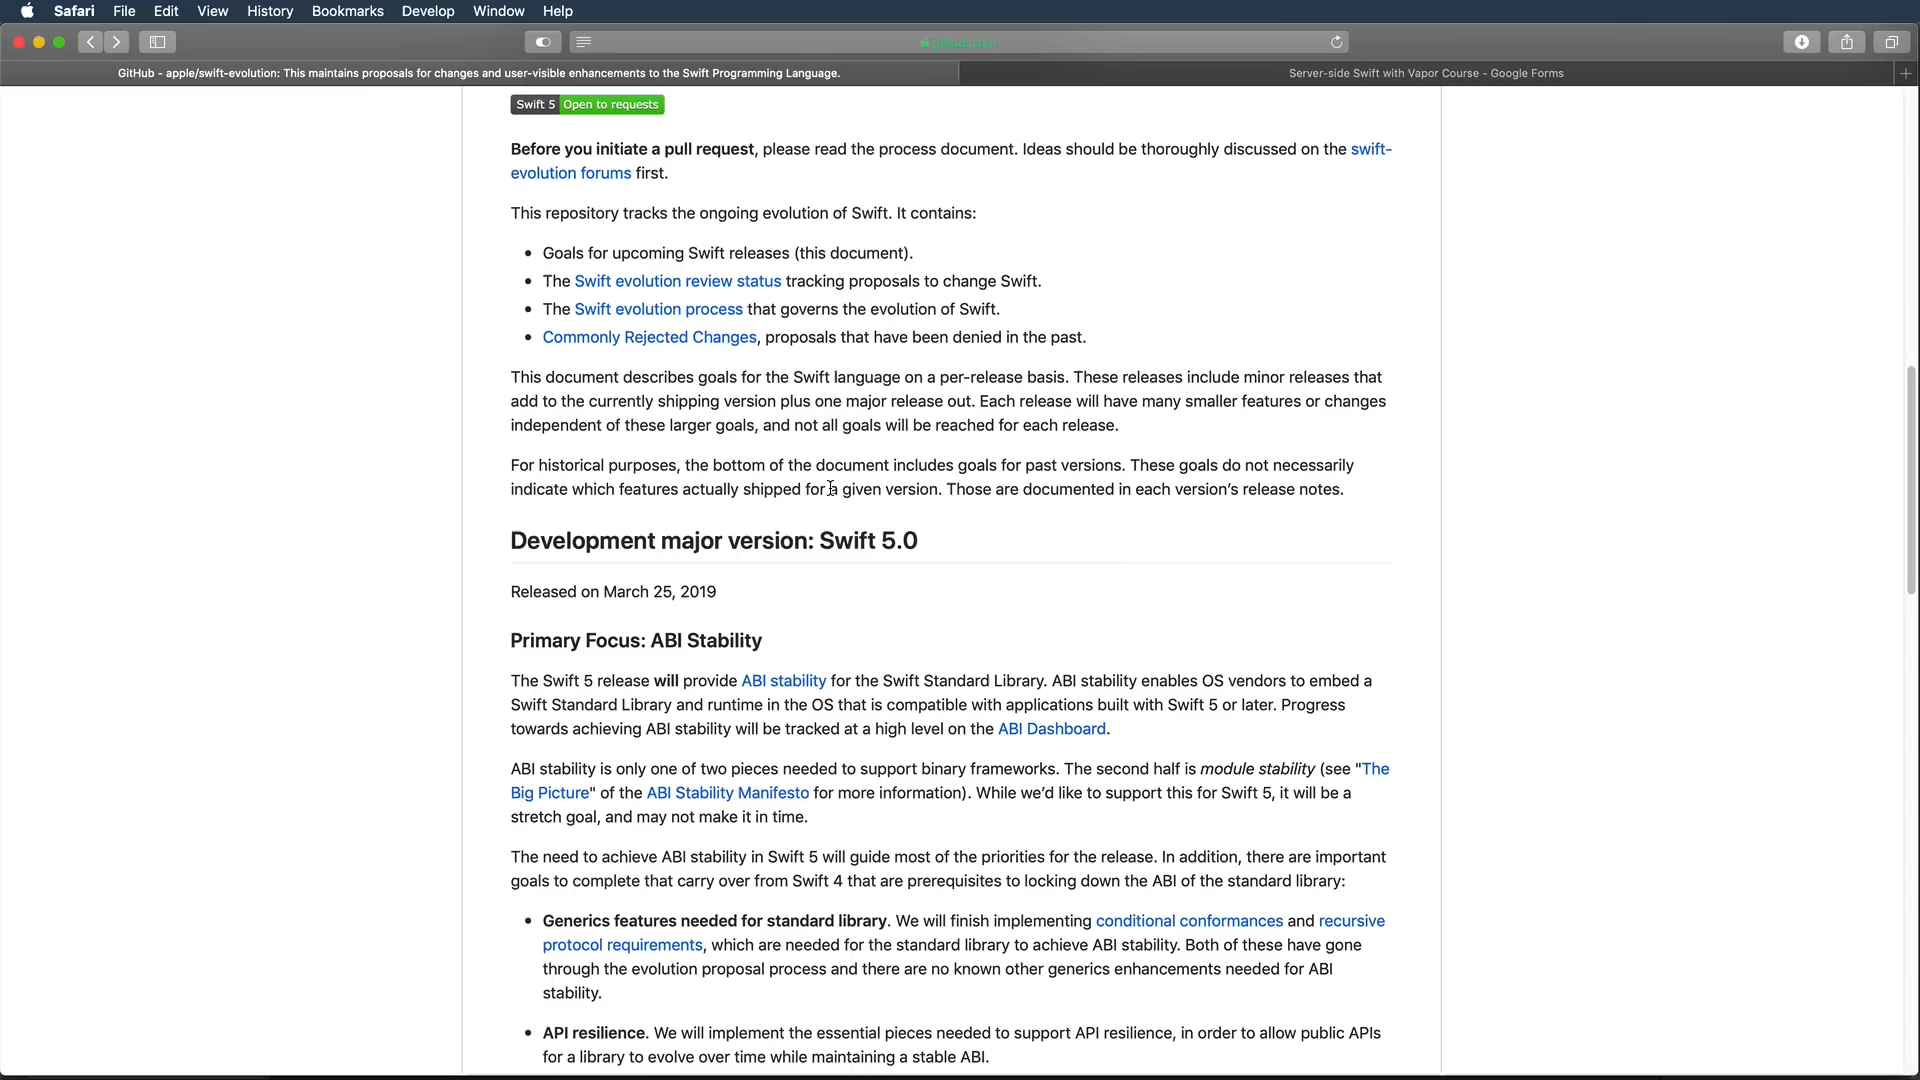 Safari File Edit View History Bookmarks Develop Window Help
github.com
GitHub - apple/swift-evolution: This maintains proposals for changes and user-visible enhancements to the Swift Programming Language.
Server-side Swift with Vapor Course - Google Forms
Swift 5 Open to requests
Before you initiate a pull request, please read the process document. Ideas should be thoroughly discussed on the swift-
evolution forums first.
This repository tracks the ongoing evolution of Swift. It contains:
• Goals for upcoming Swift releases (this document).
• The Swift evolution review status tracking proposals to change Swift.
• The Swift evolution process that governs the evolution of Swift.
• Commonly Rejected Changes, proposals that have been denied in the past.
This document describes goals for the Swift language on a per-release basis. These releases include minor releases that
add to the currently shipping version plus one major release out. Each release will have many smaller features or changes
independent of these larger goals, and not all goals will be reached for each release.
For historical purposes, the bottom of the document includes goals for past versions. These goals do not necessarily
indicate which features actually shipped for a given version. Those are documented in each version’s release notes.
Development major version: Swift 5.0
Released on March 25, 2019
Primary Focus: ABI Stability
The Swift 5 release will provide ABI stability for the Swift Standard Library. ABI stability enables OS vendors to embed a
Swift Standard Library and runtime in the OS that is compatible with applications built with Swift 5 or later. Progress
towards achieving ABI stability will be tracked at a high level on the ABI Dashboard.
ABI stability is only one of two pieces needed to support binary frameworks. The second half is module stability (see "The
Big Picture" of the ABI Stability Manifesto for more information). While we’d like to support this for Swift 5, it will be a
stretch goal, and may not make it in time.
The need to achieve ABI stability in Swift 5 will guide most of the priorities for the release. In addition, there are important
goals to complete that carry over from Swift 4 that are prerequisites to locking down the ABI of the standard library:
• Generics features needed for standard library. We will finish implementing conditional conformances and recursive
protocol requirements, which are needed for the standard library to achieve ABI stability. Both of these have gone
through the evolution proposal process and there are no known other generics enhancements needed for ABI
stability.
• API resilience. We will implement the essential pieces needed to support API resilience, in order to allow public APIs
for a library to evolve over time while maintaining a stable ABI.